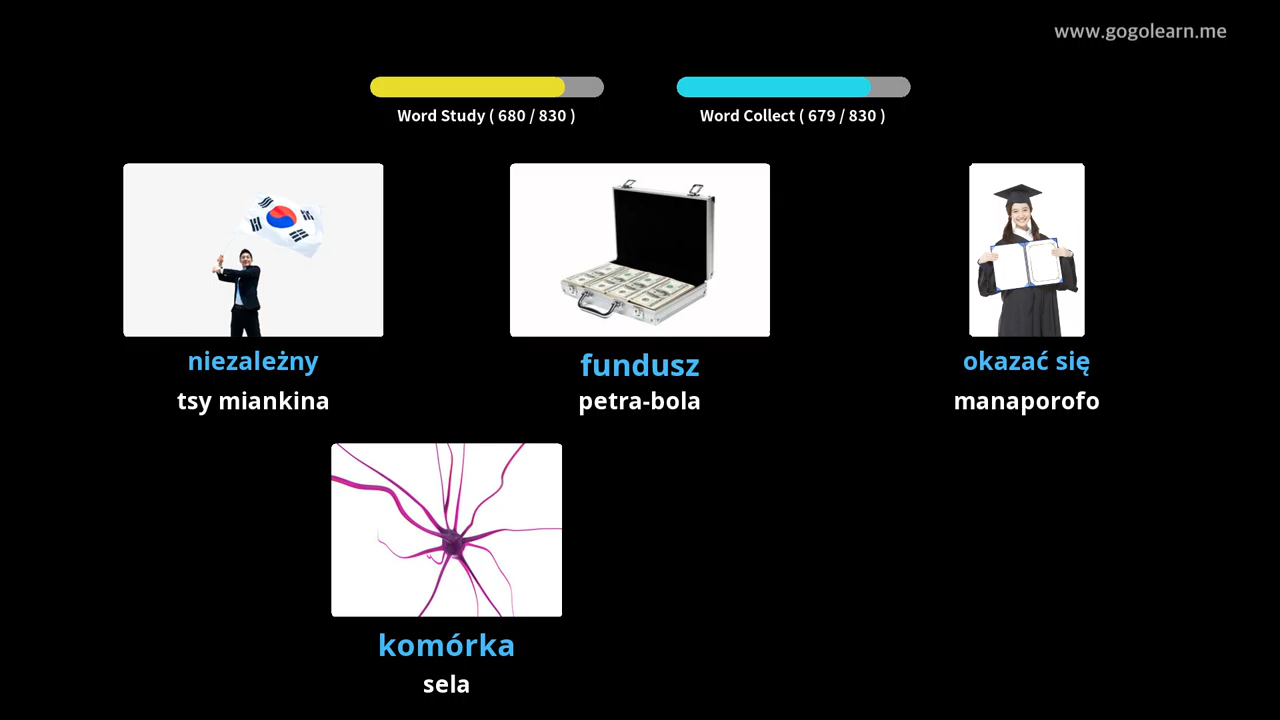 www.gogolearn.me
Word Study ( 680 / 830 )
Word Collect ( 679 / 830 )
niezależny
tsy miankina
fundusz
petra-bola
okazać się
manaporofo
komórka
sela